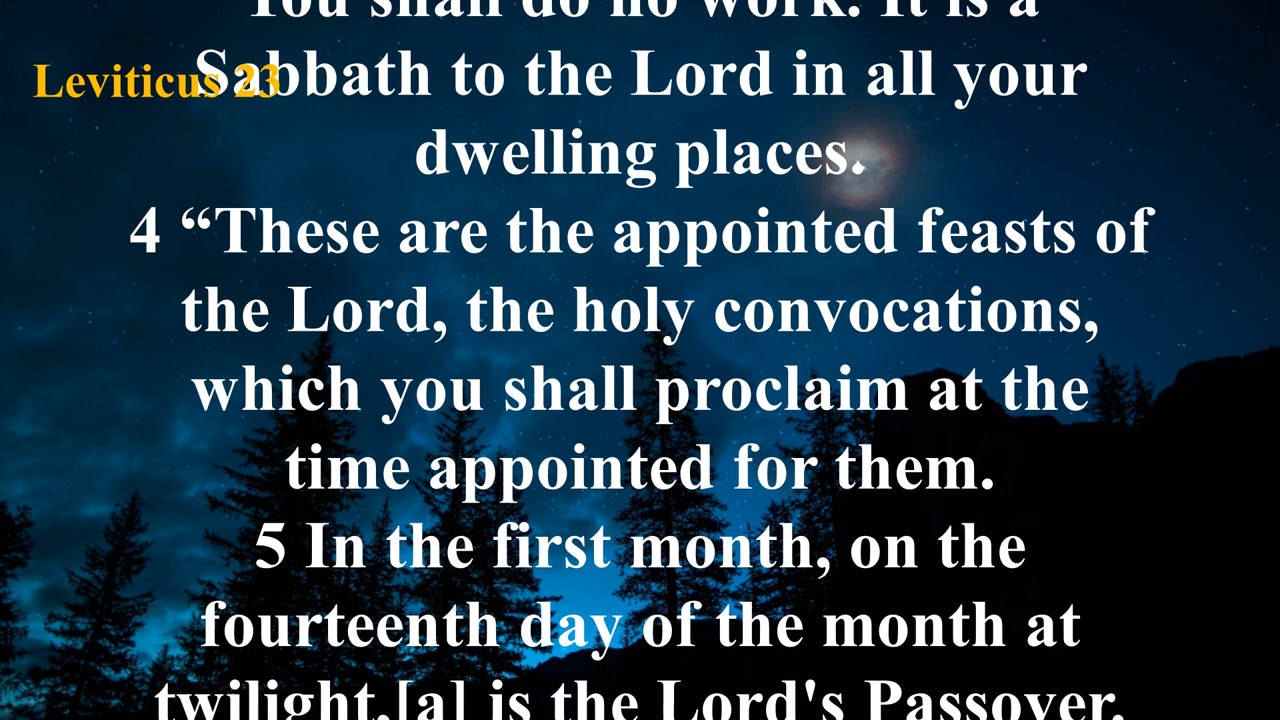 You shall do no work. It is a
Leviticus 23
Sabbath to the Lord in all your
dwelling places.
4 “These are the appointed feasts of
the Lord, the holy convocations,
which you shall proclaim at the
time appointed for them.
5 In the first month, on the
fourteenth day of the month at
twilight,[a] is the Lord's Passover.